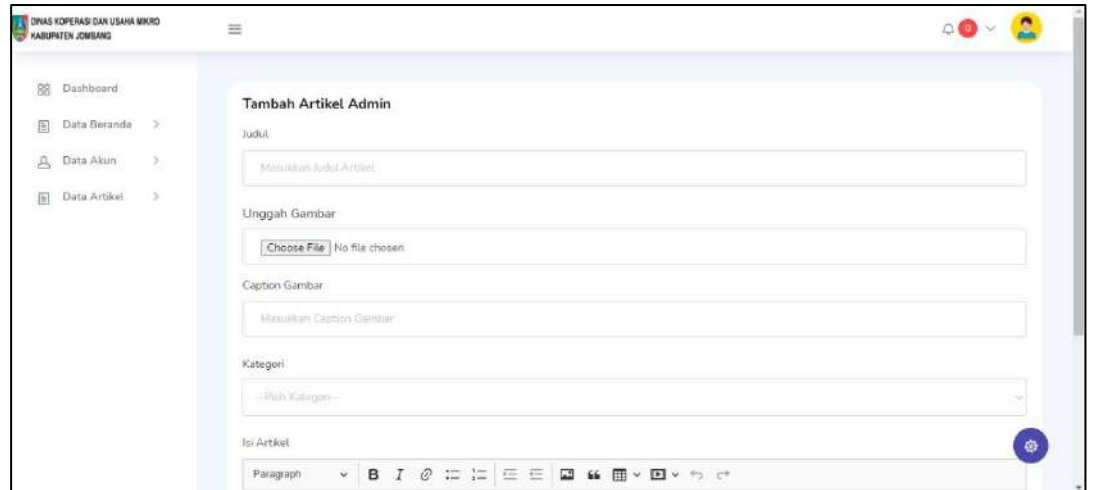 DINAS KOPERASI DAN USAHA MIKRO
KABUPATEN JOMBANG
0
Dashboard
Data Beranda
Data Akun
Data Artikel
Tambah Artikel Admin
Judul
Masukkan Judul Artikel
Unggah Gambar
Choose File No file chosen
Caption Gambar
Masukkan Caption Gambar
Kategori
--Pilih Kategori--
Isi Artikel
Paragraph B I